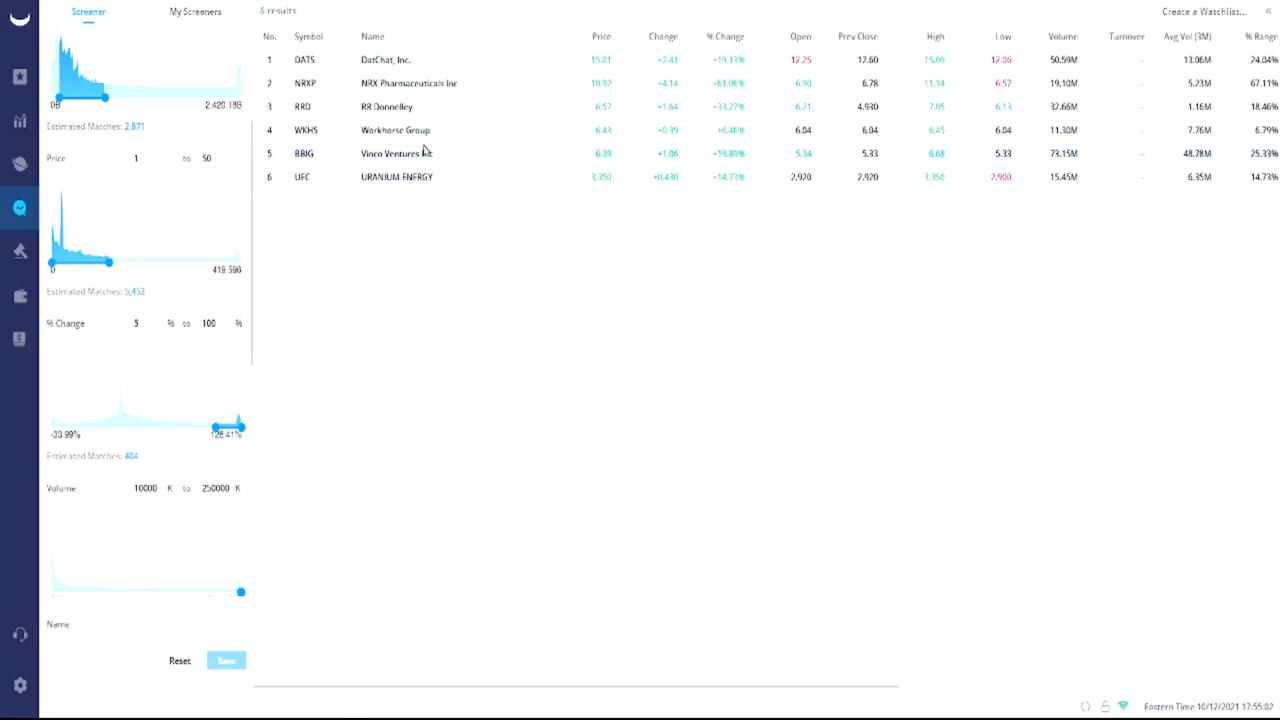 Screener My Screeners 6 results Create a Watchlist... «
No. Symbol Name Price Change % Change Open Prev Close High Low Volume Turnover Avg Vol (3M) % Range
1 DATS DatChat, Inc. 15.01 +2.41 +19.13% 12.25 12.60 15.09 12.06 50.59M -- 13.06M 24.04%
2 NRXP NRX Pharmaceuticals Inc 10.92 +4.14 +61.06% 6.90 6.78 11.14 6.57 19.10M -- 5.23M 67.11%
3 RRD RR Donnelley 6.57 +1.64 +33.27% 6.21 4.930 7.05 6.13 32.66M -- 1.16M 18.46%
4 WKHS Workhorse Group 6.43 +0.39 +6.46% 6.04 6.04 6.45 6.04 11.30M -- 7.76M 6.79%
5 BBIG Vinco Ventures Inc 6.39 +1.06 +19.89% 5.34 5.33 6.68 5.33 73.15M -- 48.78M 25.33%
6 UEC URANIUM ENERGY 3.350 +0.430 +14.73% 2.920 2.920 3.350 2.900 15.45M -- 6.35M 14.73%
0B 2,420.18B
Estimated Matches: 2,871
Price 1 to 50
0 419.596
Estimated Matches: 5,452
% Change 5 % to 100 %
-33.99% 128.41%
Estimated Matches: 404
Volume 10000 K to 250000 K
Name
Reset Save
Eastern Time 10/12/2021 17:55:02